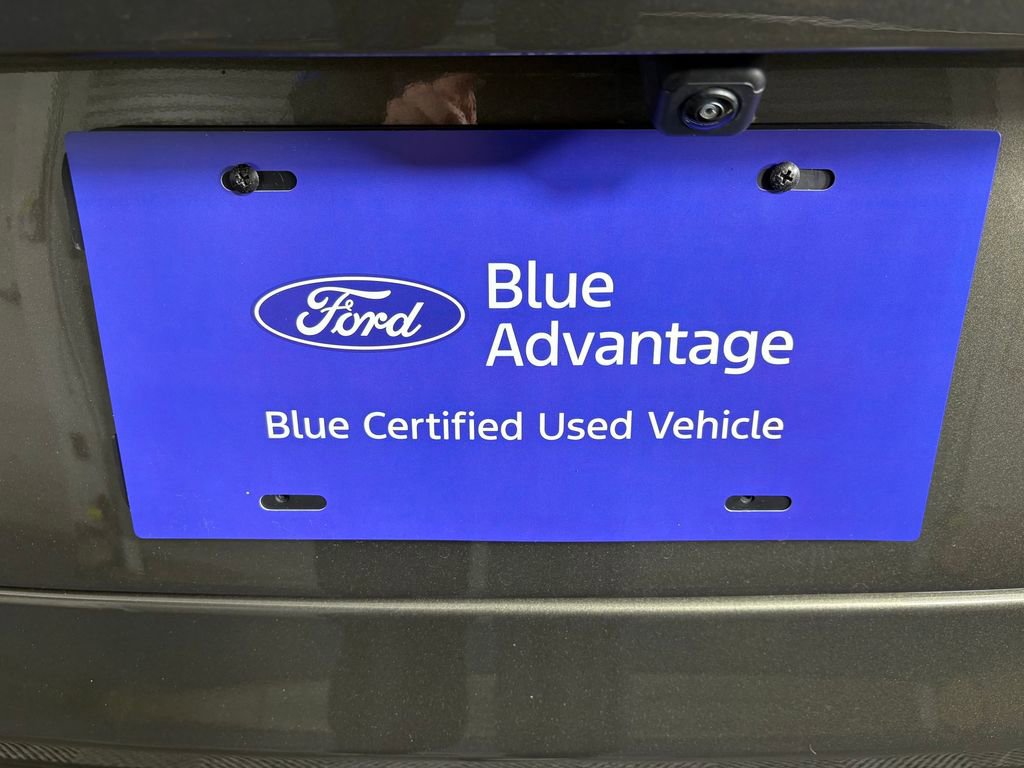 Ford
Blue
Advantage
Blue Certified Used Vehicle